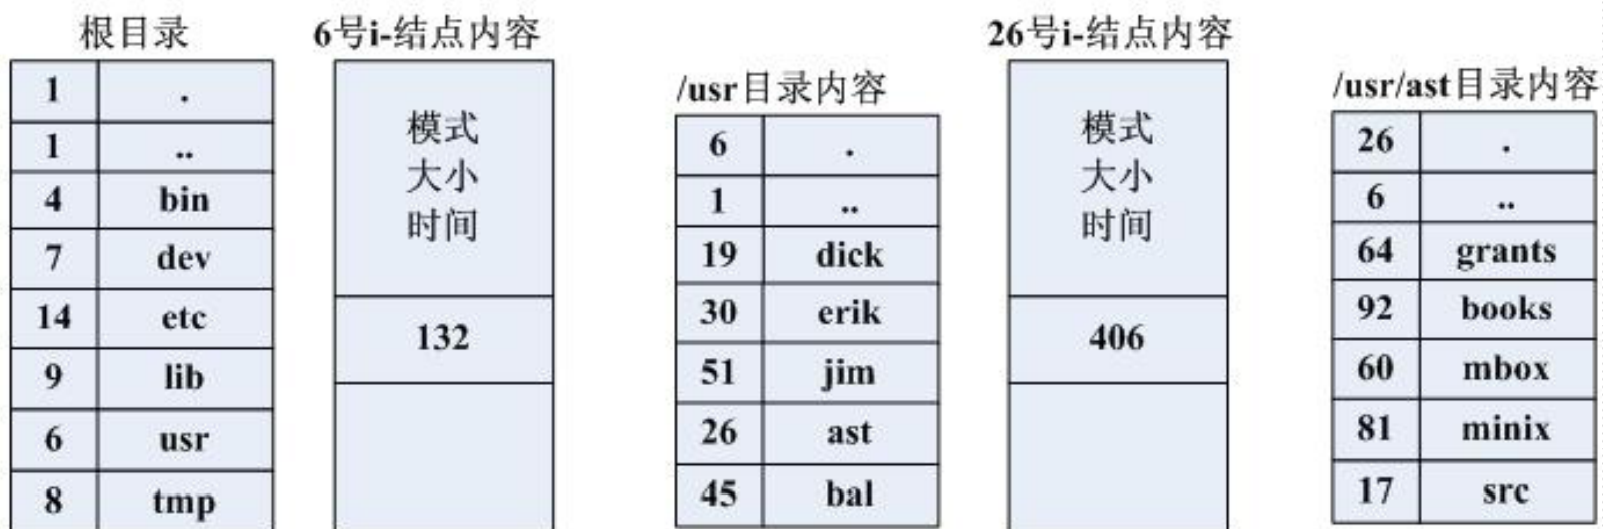 根目录
1 .
1 ..
4 bin
7 dev
14 etc
9 lib
6 usr
8 tmp
6号i-结点内容
模式
大小
时间
132
/usr目录内容
6 .
1 ..
19 dick
30 erik
51 jim
26 ast
45 bal
26号i-结点内容
模式
大小
时间
406
/usr/ast目录内容
26 .
6 ..
64 grants
92 books
60 mbox
81 minix
17 src